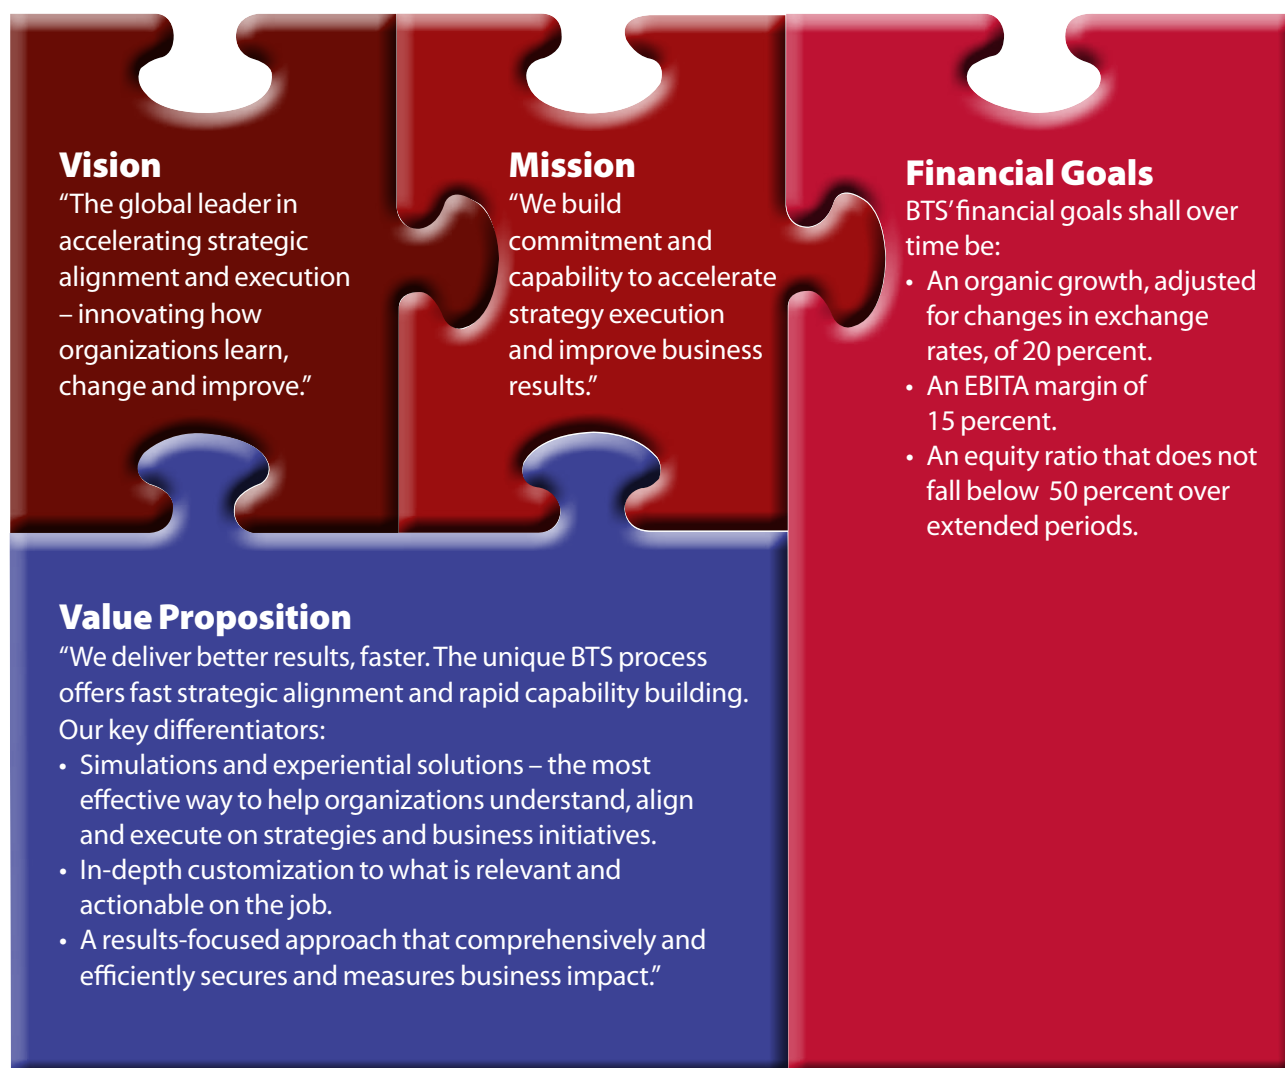 Vision
“The global leader in
accelerating strategic
alignment and execution
– innovating how
organizations learn,
change and improve.”
Mission
“We build
commitment and
capability to accelerate
strategy execution
and improve business
results.”
Financial Goals
BTS’ financial goals shall over
time be:
• An organic growth, adjusted
for changes in exchange
rates, of 20 percent.
• An EBITA margin of
15 percent.
• An equity ratio that does not
fall below 50 percent over
extended periods.
Value Proposition
“We deliver better results, faster. The unique BTS process
offers fast strategic alignment and rapid capability building.
Our key differentiators:
• Simulations and experiential solutions – the most
effective way to help organizations understand, align
and execute on strategies and business initiatives.
• In-depth customization to what is relevant and
actionable on the job.
• A results-focused approach that comprehensively and
efficiently secures and measures business impact.”